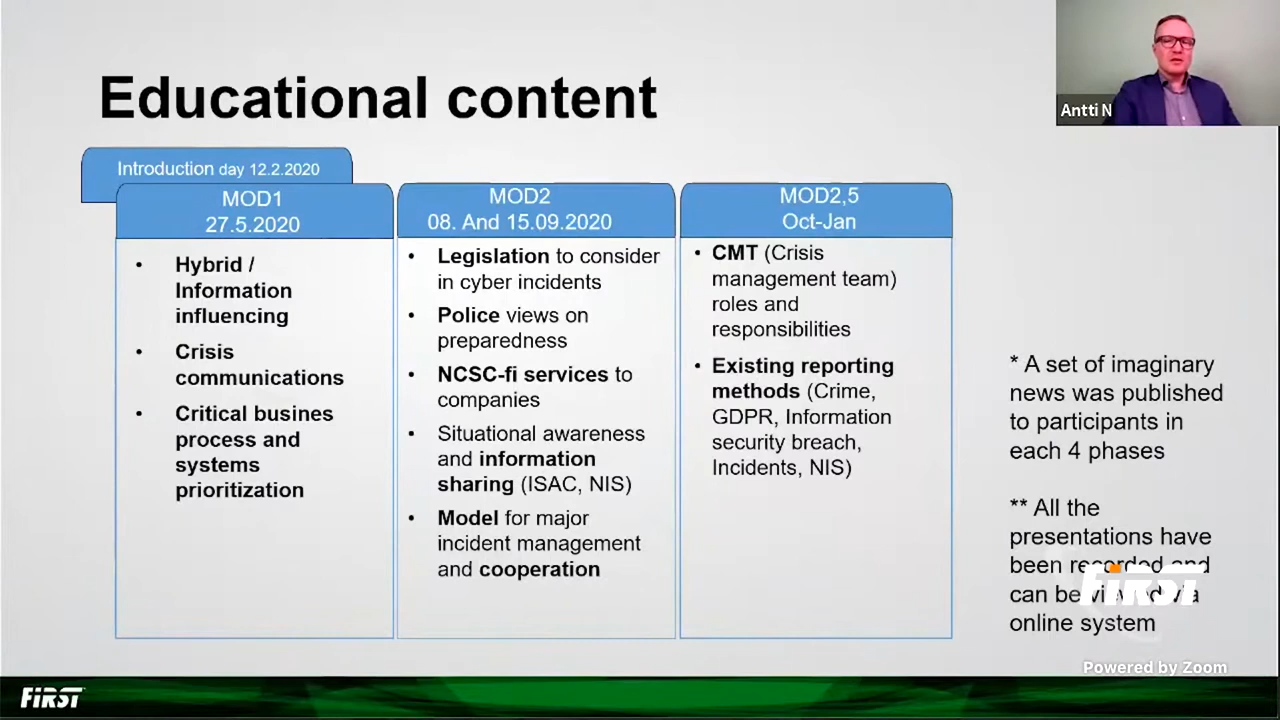 Educational content
Antti N
Introduction day 12.2.2020
MOD1
27.5.2020
• Hybrid /
Information
influencing
• Crisis
communications
• Critical busines
process and
systems
prioritization
MOD2
08. And 15.09.2020
• Legislation to consider
in cyber incidents
• Police views on
preparedness
• NCSC-fi services to
companies
• Situational awareness
and information
sharing (ISAC, NIS)
• Model for major
incident management
and cooperation
MOD2,5
Oct-Jan
• CMT (Crisis
management team)
roles and
responsibilities
• Existing reporting
methods (Crime,
GDPR, Information
security breach,
Incidents, NIS)
* A set of imaginary
news was published
to participants in
each 4 phases
** All the
presentations have
been recorded and
can be viewed via
online system
FIRST
Powered by Zoom
FIRST